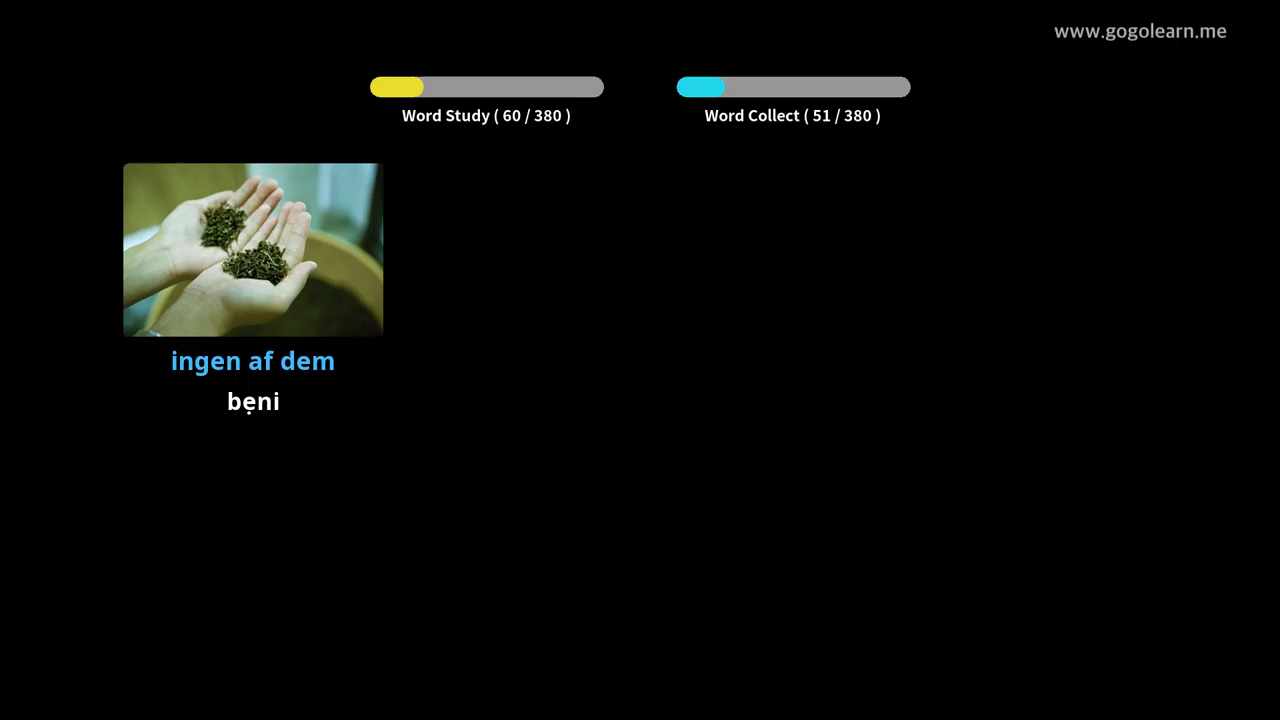 www.gogolearn.me
Word Study ( 60 / 380 )
Word Collect ( 51 / 380 )
ingen af dem
bẹni